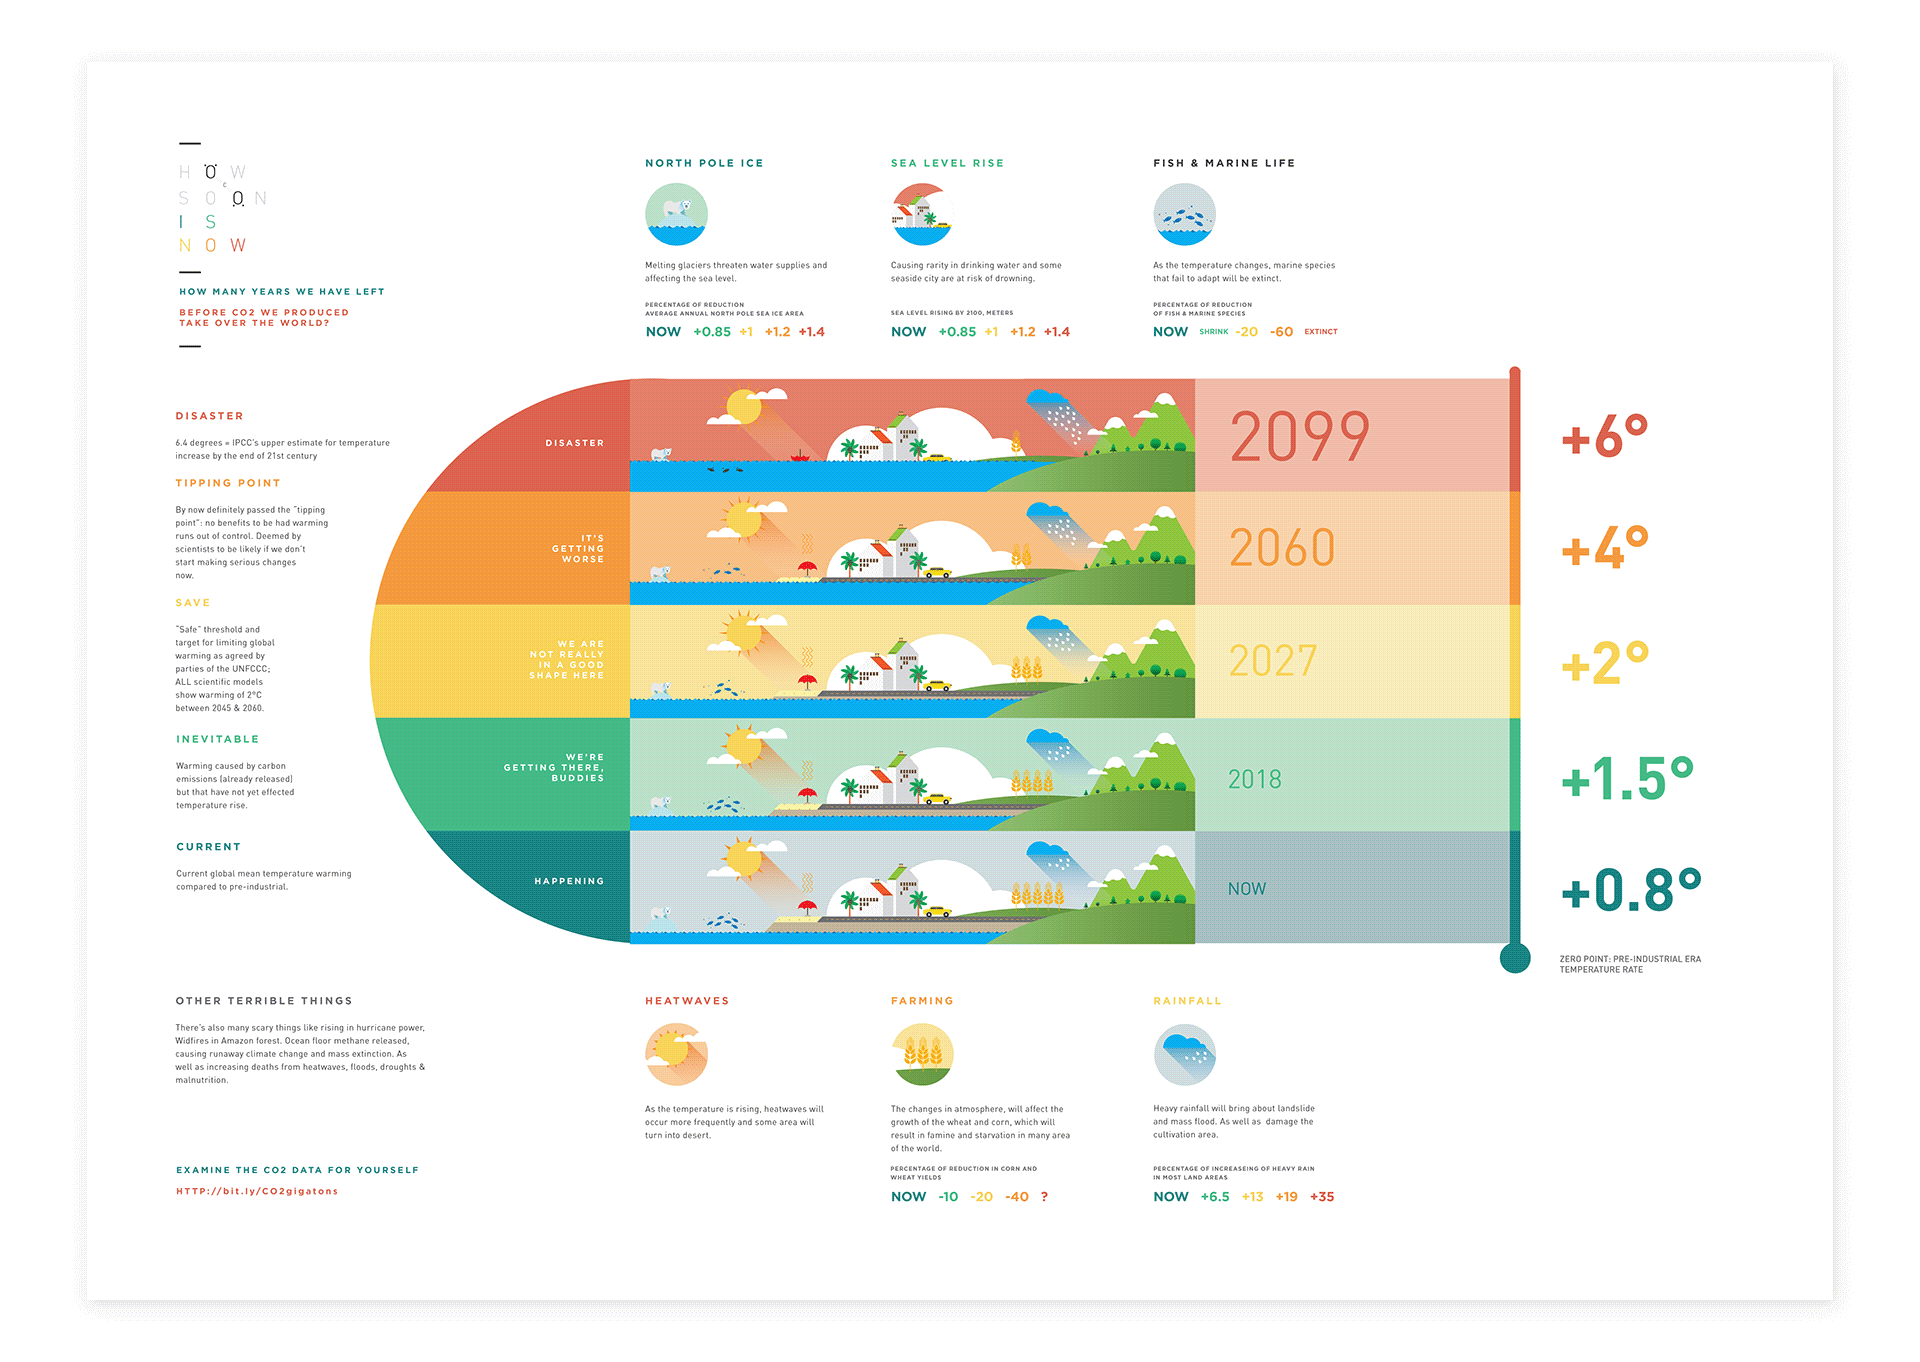 HOW
C
SOON
IS
NOW
HOW MANY YEARS WE HAVE LEFT
BEFORE CO2 WE PRODUCED
TAKE OVER THE WORLD?
NORTH POLE ICE
Melting glaciers threaten water supplies and
affecting the sea level.
PERCENTAGE OF REDUCTION
AVERAGE ANNUAL NORTH POLE SEA ICE AREA
NOW +0.85 +1 +1.2 +1.4
SEA LEVEL RISE
Causing rarity in drinking water and some
seaside city are at risk of drowning.
SEA LEVEL RISING BY 2100, METERS
NOW +0.85 +1 +1.2 +1.4
FISH & MARINE LIFE
As the temperature changes, marine species
that fail to adapt will be extinct.
PERCENTAGE OF REDUCTION
OF FISH & MARINE SPECIES
NOW SHRINK -20 -60 EXTINCT
DISASTER
6.4 degrees = IPCC's upper estimate for temperature
increase by the end of 21st century
TIPPING POINT
By now definitely passed the "tipping
point": no benefits to be had warming
runs out of control. Deemed by
scientists to be likely if we don't
start making serious changes
now.
SAVE
"Safe" threshold and
target for limiting global
warming as agreed by
parties of the UNFCCC;
ALL scientific models
show warming of 2°C
between 2045 & 2060.
INEVITABLE
Warming caused by carbon
emissions (already released)
but that have not yet effected
temperature rise.
CURRENT
Current global mean temperature warming
compared to pre-industrial.
DISASTER
2099
+6°
IT'S
GETTING
WORSE
2060
+4°
WE ARE
NOT REALLY
IN A GOOD
SHAPE HERE
2027
+2°
WE'RE
GETTING THERE,
BUDDIES
2018
+1.5°
HAPPENING
NOW
+0.8°
ZERO POINT: PRE-INDUSTRIAL ERA
TEMPERATURE RATE
OTHER TERRIBLE THINGS
There's also many scary things like rising in hurricane power,
Widfires in Amazon forest. Ocean floor methane released,
causing runaway climate change and mass extinction. As
well as increasing deaths from heatwaves, floods, droughts &
malnutrition.
EXAMINE THE CO2 DATA FOR YOURSELF
HTTP://bit.ly/CO2gigatons
HEATWAVES
As the temperature is rising, heatwaves will
occur more frequently and some area will
turn into desert.
FARMING
The changes in atmosphere, will affect the
growth of the wheat and corn, which will
result in famine and starvation in many area
of the world.
PERCENTAGE OF REDUCTION IN CORN AND
WHEAT YIELDS
NOW -10 -20 -40 ?
RAINFALL
Heavy rainfall will bring about landslide
and mass flood. As well as damage the
cultivation area.
PERCENTAGE OF INCREASEING OF HEAVY RAIN
IN MOST LAND AREAS
NOW +6.5 +13 +19 +35